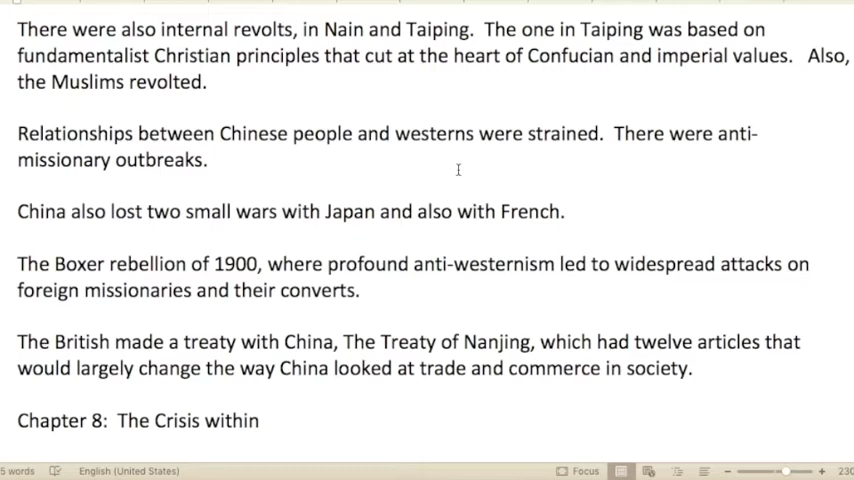 There were also internal revolts, in Nain and Taiping.  The one in Taiping was based on
fundamentalist Christian principles that cut at the heart of Confucian and imperial values.   Also,
the Muslims revolted.
Relationships between Chinese people and westerns were strained.  There were anti-
missionary outbreaks.
China also lost two small wars with Japan and also with French.
The Boxer rebellion of 1900, where profound anti-westernism led to widespread attacks on
foreign missionaries and their converts.
The British made a treaty with China, The Treaty of Nanjing, which had twelve articles that
would largely change the way China looked at trade and commerce in society.
Chapter 8:  The Crisis within
5 words English (United States) Focus 230